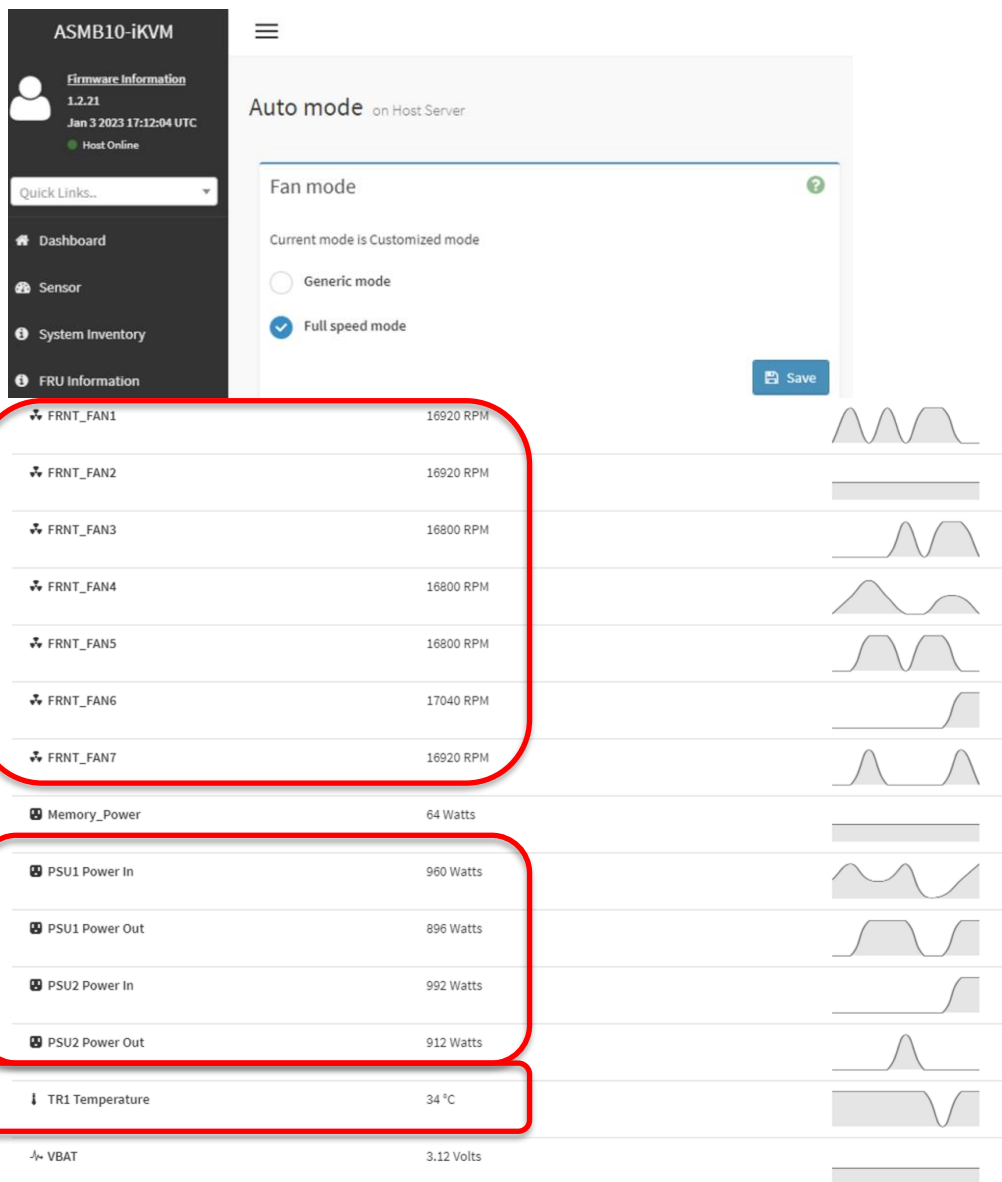 ASMB10-iKVM
Firmware Information
1.2.21
Jan 3 2023 17:12:04 UTC
Host Online
Quick Links..
Dashboard
Sensor
System Inventory
FRU Information
Auto mode on Host Server
Fan mode
Current mode is Customized mode
Generic mode
Full speed mode
Save
FRNT_FAN1 16920 RPM
FRNT_FAN2 16920 RPM
FRNT_FAN3 16800 RPM
FRNT_FAN4 16800 RPM
FRNT_FAN5 16800 RPM
FRNT_FAN6 17040 RPM
FRNT_FAN7 16920 RPM
Memory_Power 64 Watts
PSU1 Power In 960 Watts
PSU1 Power Out 896 Watts
PSU2 Power In 992 Watts
PSU2 Power Out 912 Watts
TR1 Temperature 34 °C
VBAT 3.12 Volts